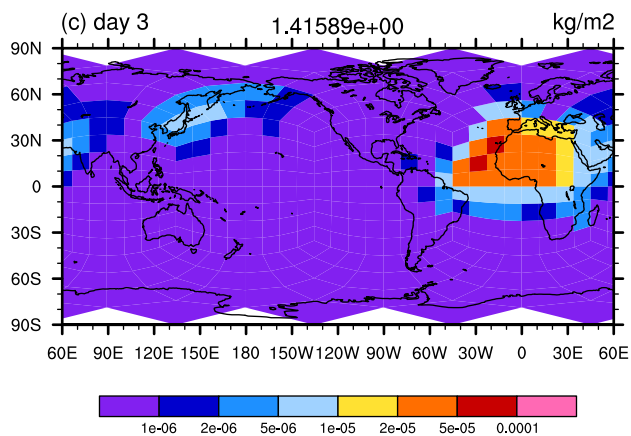 (c) day 3 1.41589e+00 kg/m2
90N
60N
30N
0
30S
60S
90S
60E 90E 120E 150E 180 150W 120W 90W 60W 30W 0 30E 60E
1e-06 2e-06 5e-06 1e-05 2e-05 5e-05 0.0001